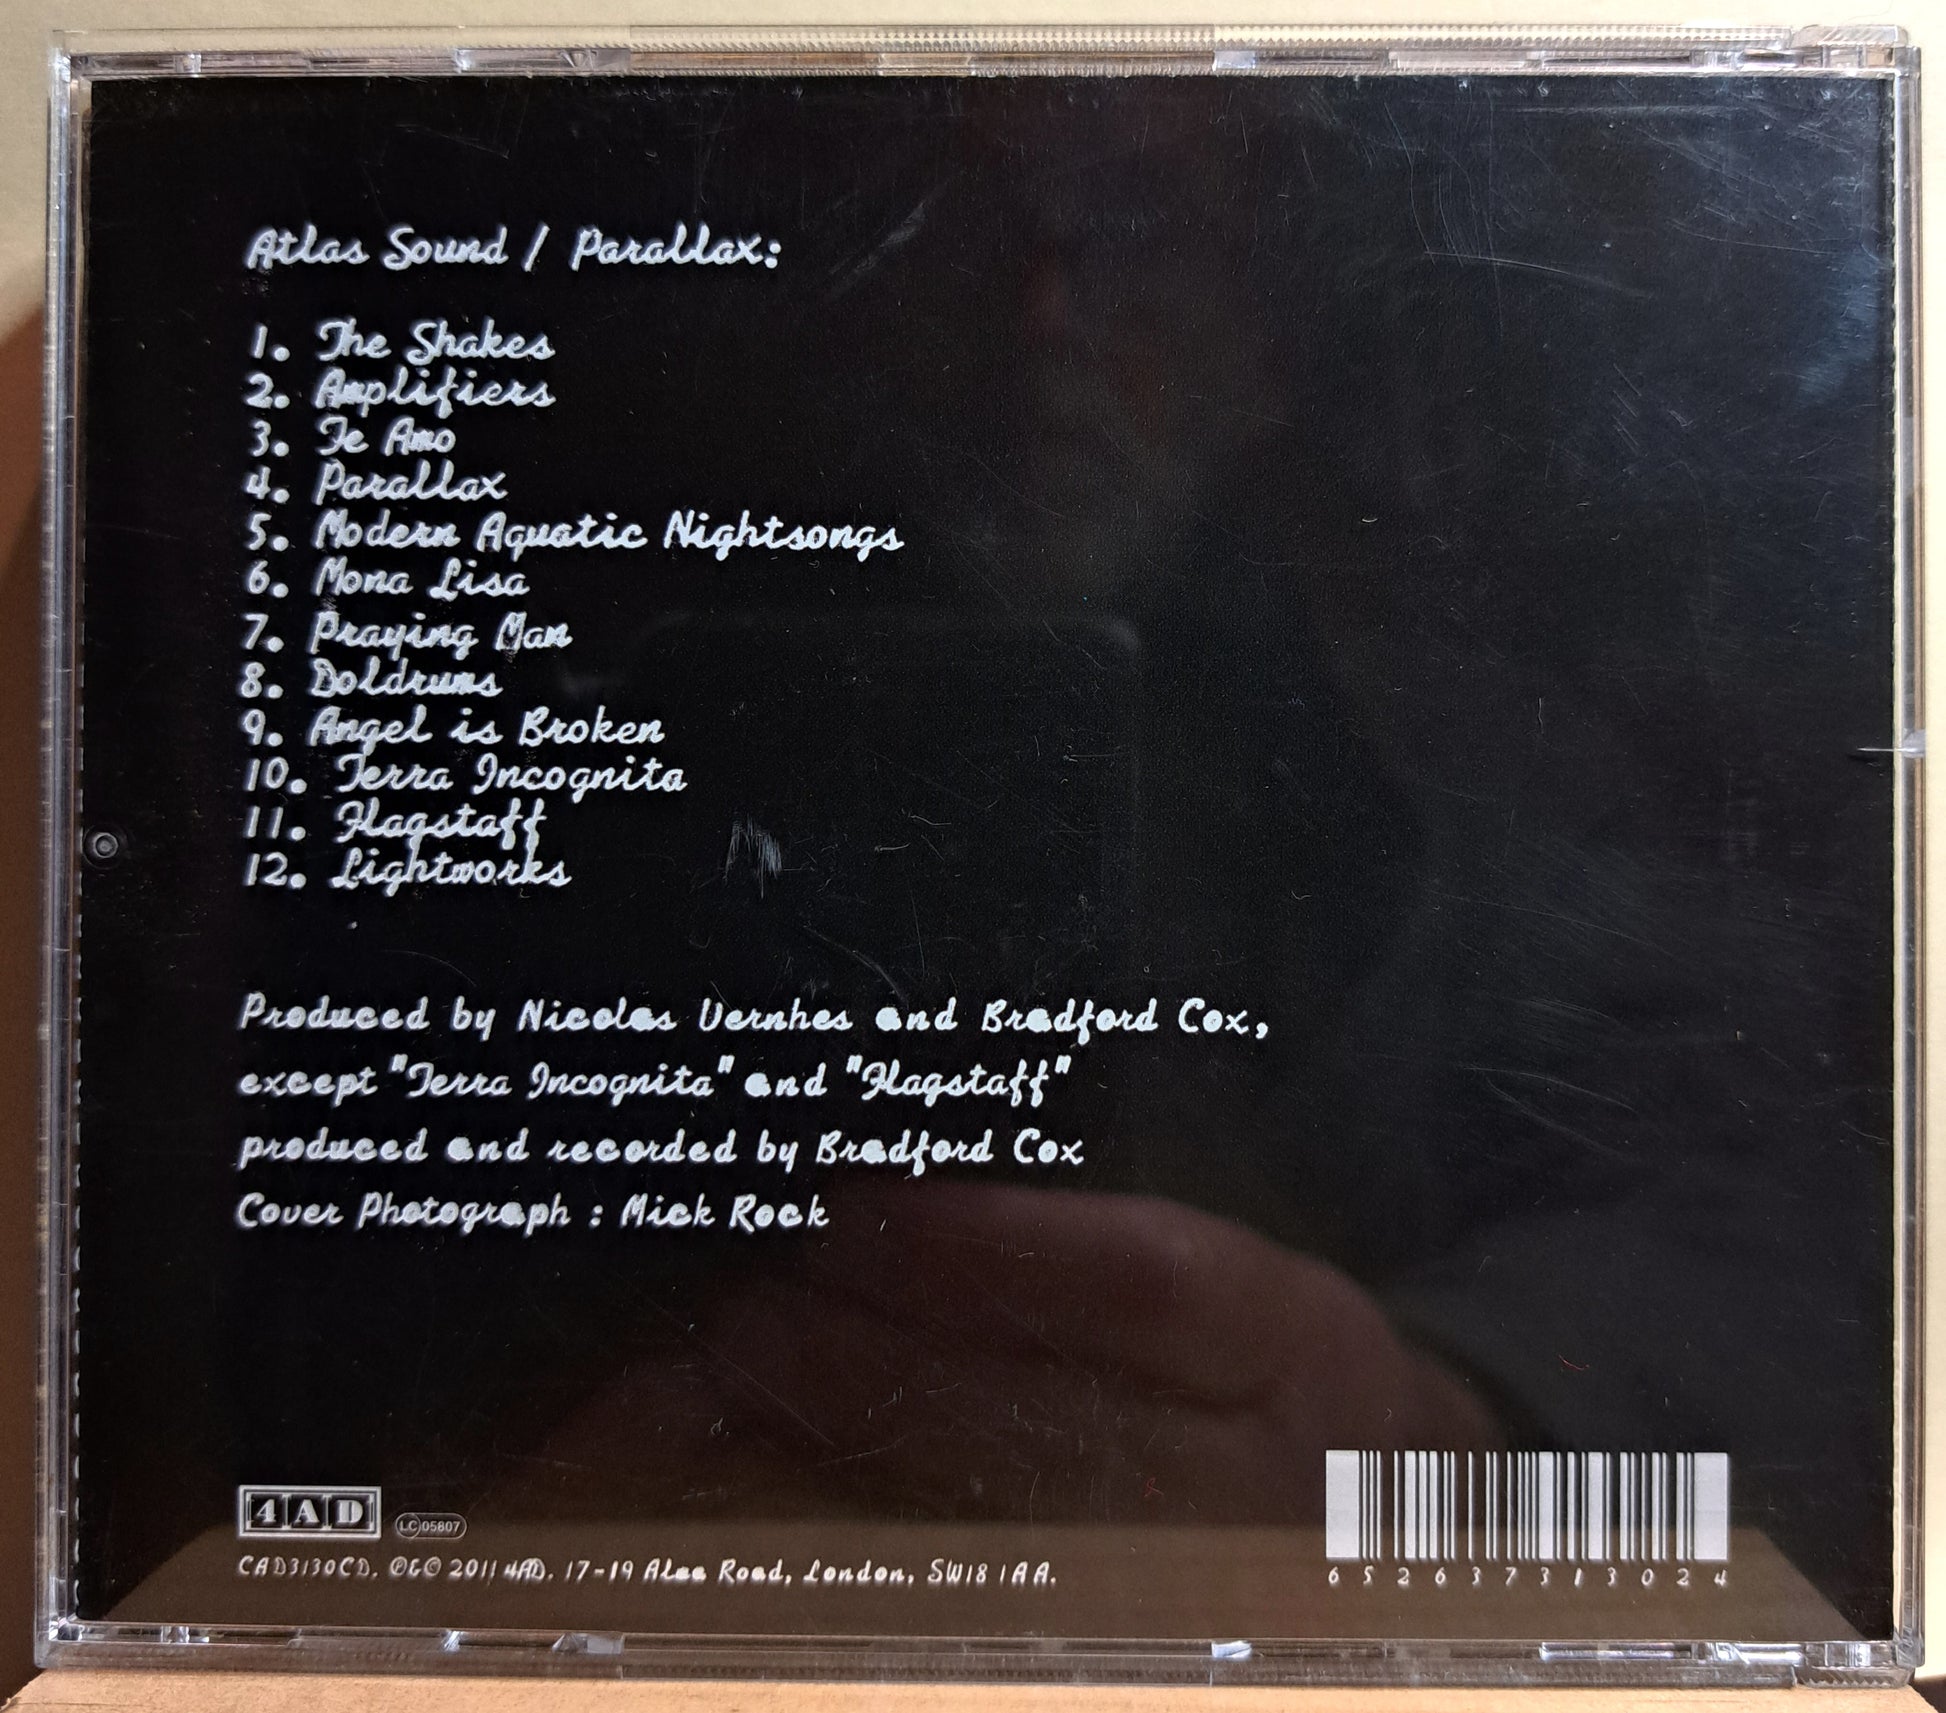 Atlas Sound / Parallax:
1. The Shakes
2. Amplifiers
3. Te Amo
4. Parallax
5. Modern Aquatic Nightsongs
6. Mona Lisa
7. Praying Man
8. Doldrums
9. Angel is Broken
10. Terra Incognita
11. Flagstaff
12. Lightworks
Produced by Nicolas Vernhes and Bradford Cox,
except "Terra Incognita" and "Flagstaff"
produced and recorded by Bradford Cox
Cover Photograph : Mick Rock
4AD
LC 05807
CAD3130CD. ℗&© 2011 4AD. 17-19 Alma Road, London, SW18 1AA.
652637313024